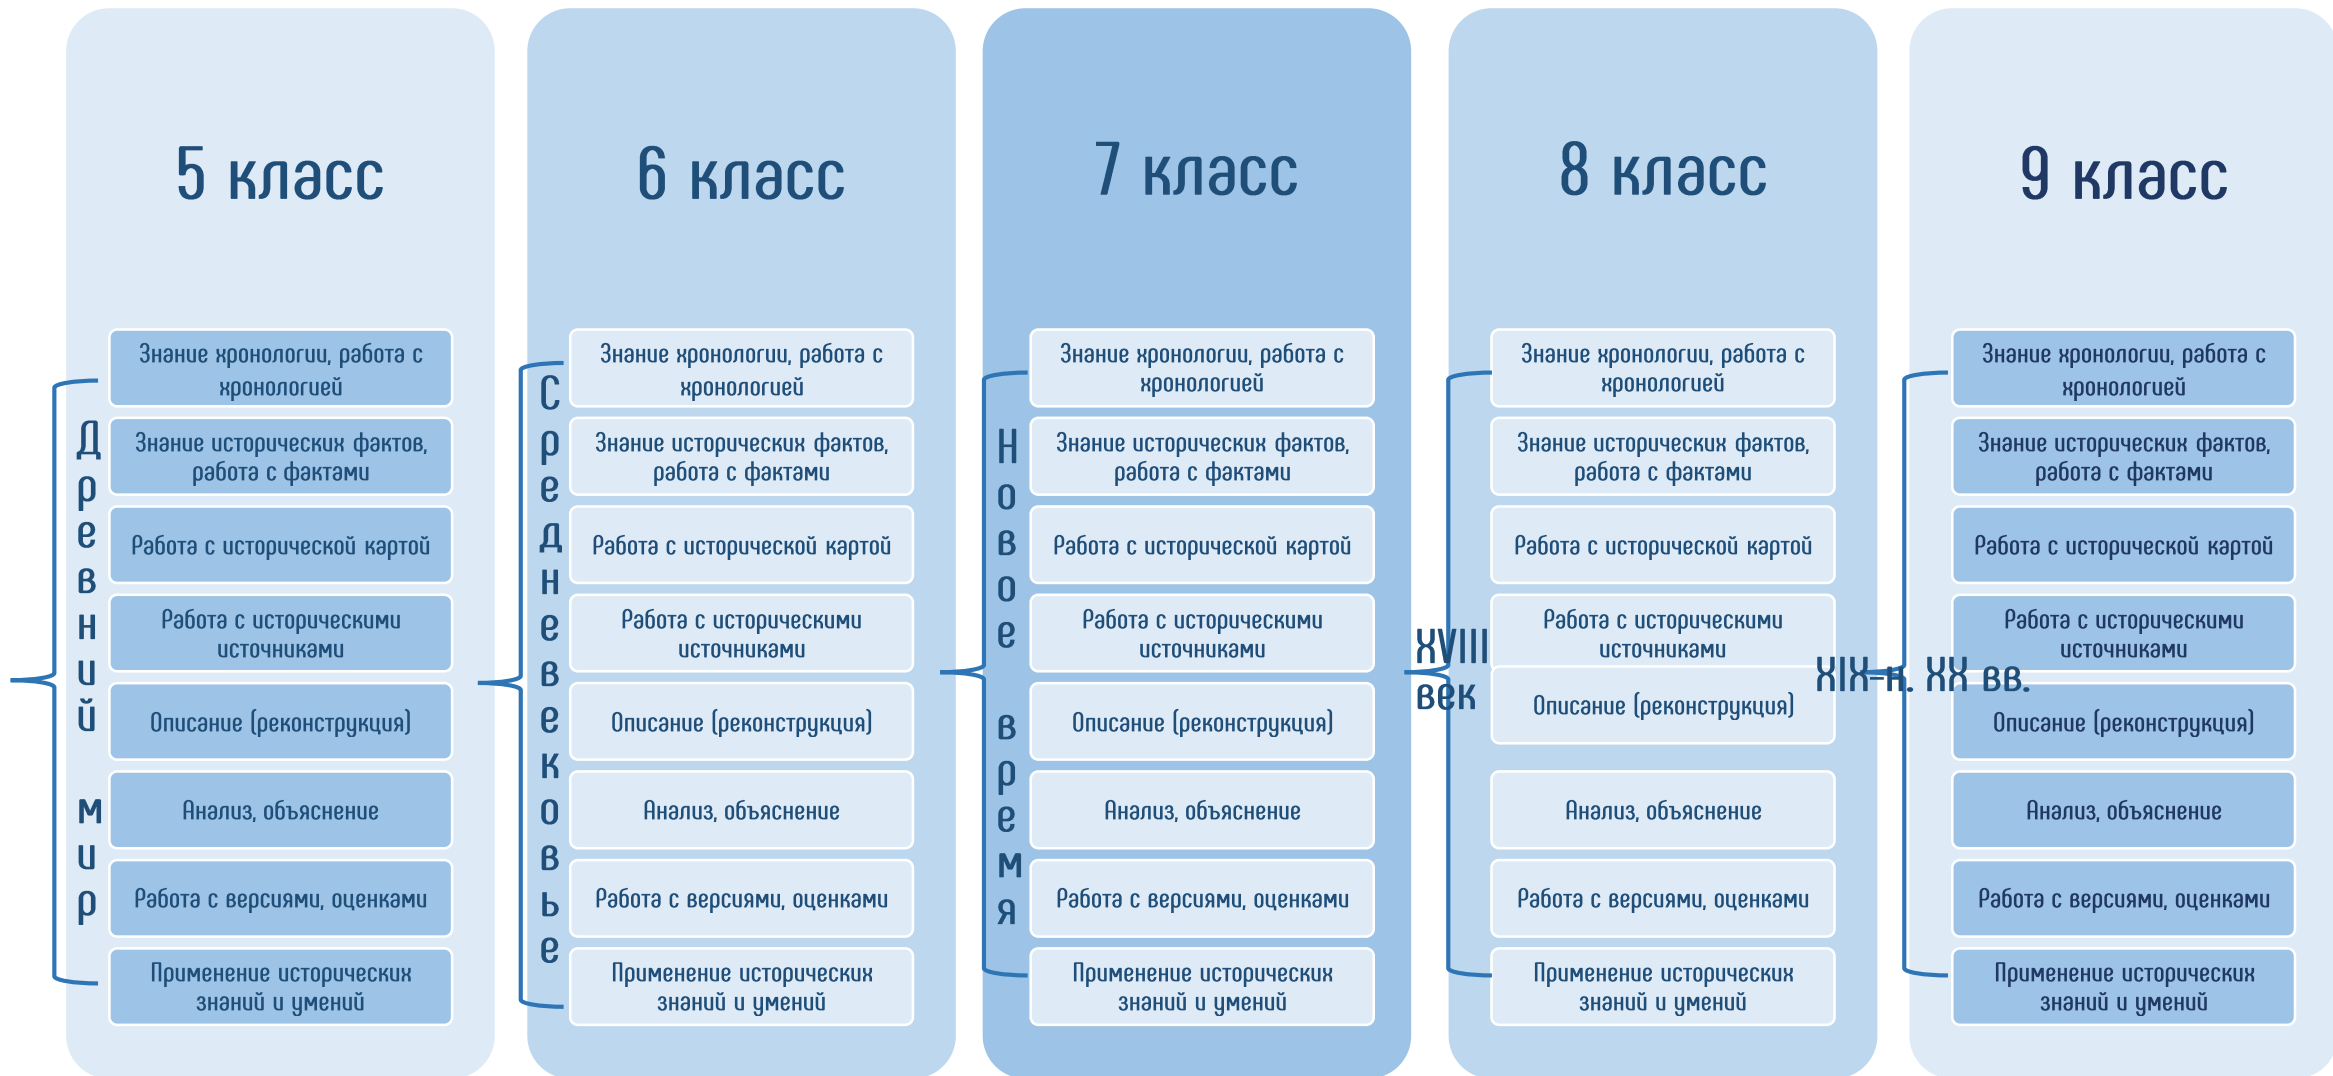 5 класс
Древний мир
Знание хронологии, работа с
хронологией
Знание исторических фактов,
работа с фактами
Работа с исторической картой
Работа с историческими
источниками
Описание (реконструкция)
Анализ, объяснение
Работа с версиями, оценками
Применение исторических
знаний и умений
6 класс
Средневековье
Знание хронологии, работа с
хронологией
Знание исторических фактов,
работа с фактами
Работа с исторической картой
Работа с историческими
источниками
Описание (реконструкция)
Анализ, объяснение
Работа с версиями, оценками
Применение исторических
знаний и умений
7 класс
Новое время
Знание хронологии, работа с
хронологией
Знание исторических фактов,
работа с фактами
Работа с исторической картой
Работа с историческими
источниками
Описание (реконструкция)
Анализ, объяснение
Работа с версиями, оценками
Применение исторических
знаний и умений
8 класс
XVIII
век
Знание хронологии, работа с
хронологией
Знание исторических фактов,
работа с фактами
Работа с исторической картой
Работа с историческими
источниками
Описание (реконструкция)
Анализ, объяснение
Работа с версиями, оценками
Применение исторических
знаний и умений
9 класс
XIX-н. XX вв.
Знание хронологии, работа с
хронологией
Знание исторических фактов,
работа с фактами
Работа с исторической картой
Работа с историческими
источниками
Описание (реконструкция)
Анализ, объяснение
Работа с версиями, оценками
Применение исторических
знаний и умений